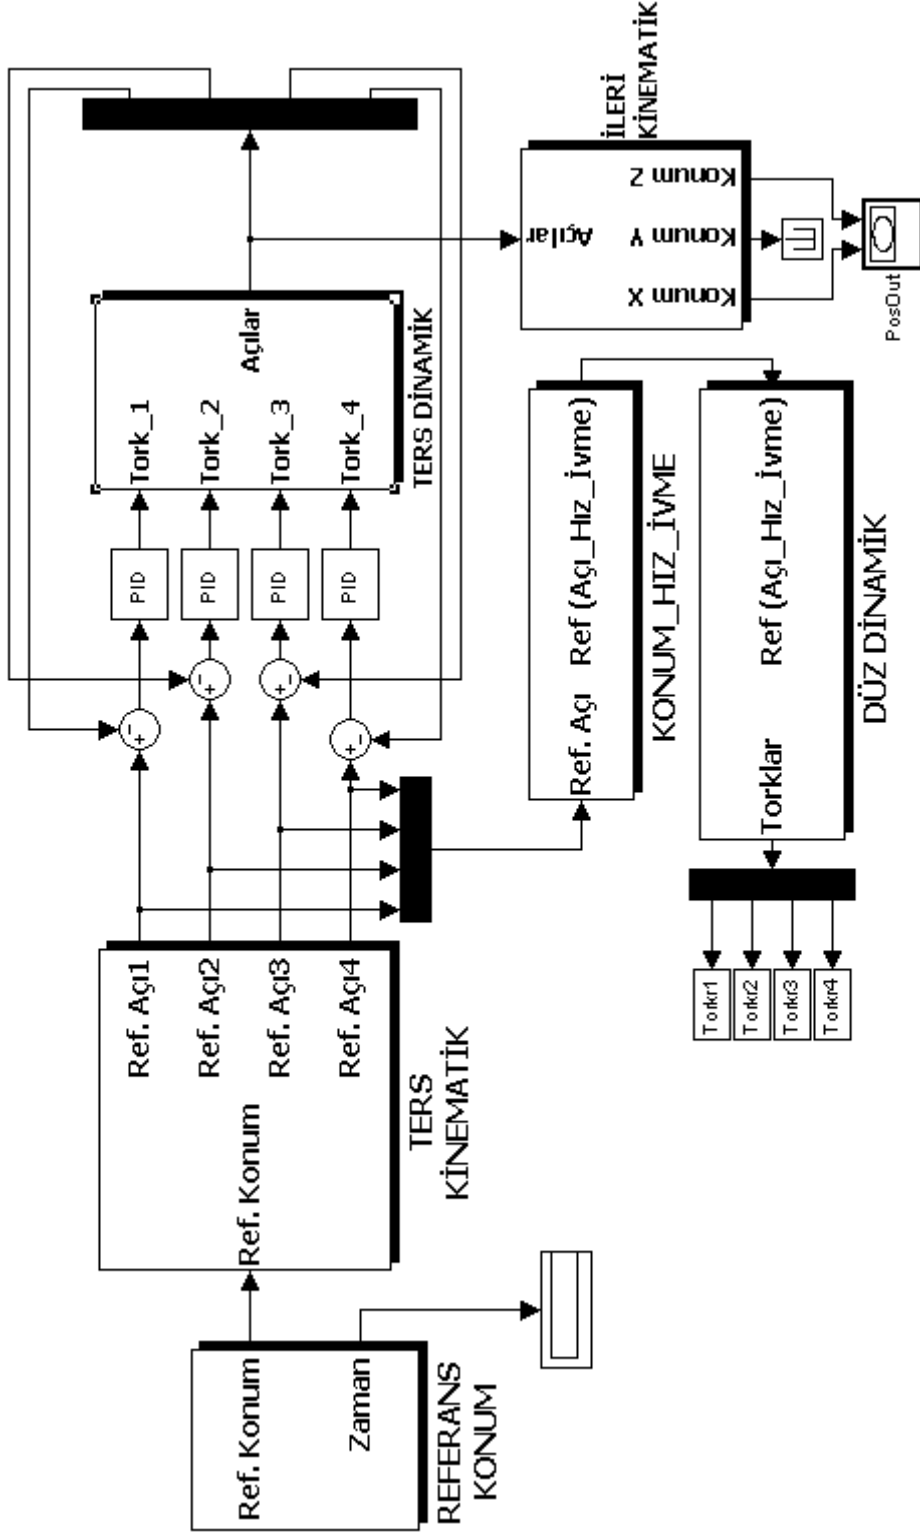 Ref. Konum
Zaman
REFERANS
KONUM
Ref. Konum
Ref. Açı1
Ref. Açı2
Ref. Açı3
Ref. Açı4
TERS
KİNEMATİK
PID
PID
PID
PID
Tork_1
Tork_2
Tork_3
Tork_4
Açılar
TERS DİNAMİK
Ref. Açı
Ref (Açı_Hız_İvme)
KONUM_HIZ_İVME
Torklar
Ref (Açı_Hız_İvme)
DÜZ DİNAMİK
Torkr1
Torkr2
Torkr3
Torkr4
Açılar
Konum X
Konum Y
Konum Z
İLERİ
KİNEMATİK
PosOut